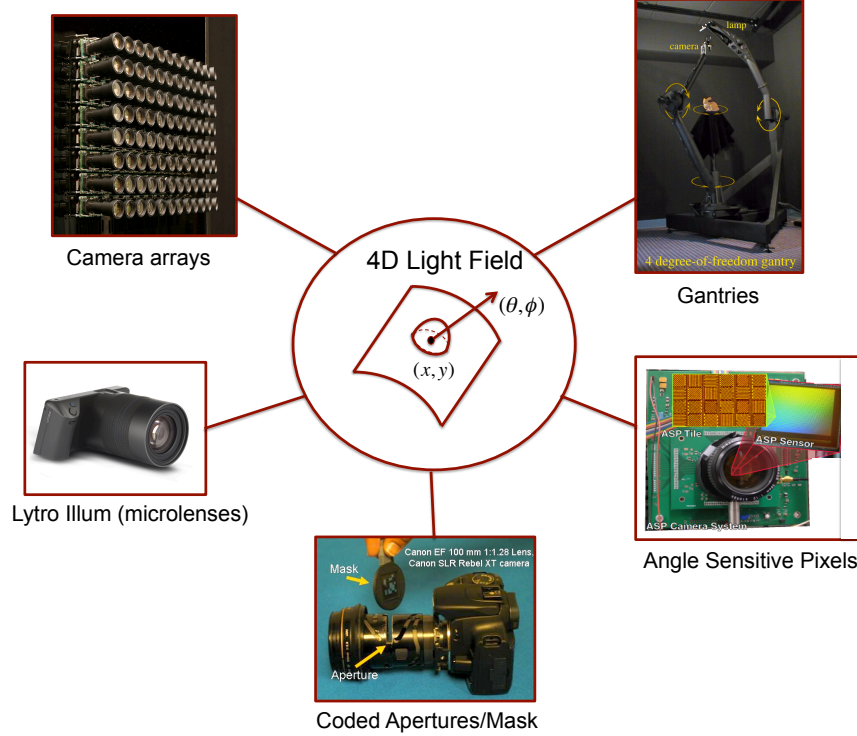 lamp
camera
4 degree-of-freedom gantry
Camera arrays
Gantries
4D Light Field
(θ,ϕ)
(x,y)
ASP Tile
ASP Sensor
ASP Camera System
Lytro Illum (microlenses)
Angle Sensitive Pixels
Canon EF 100 mm 1:1.28 Lens,
Canon SLR Rebel XT camera
Mask
Aperture
Coded Apertures/Mask